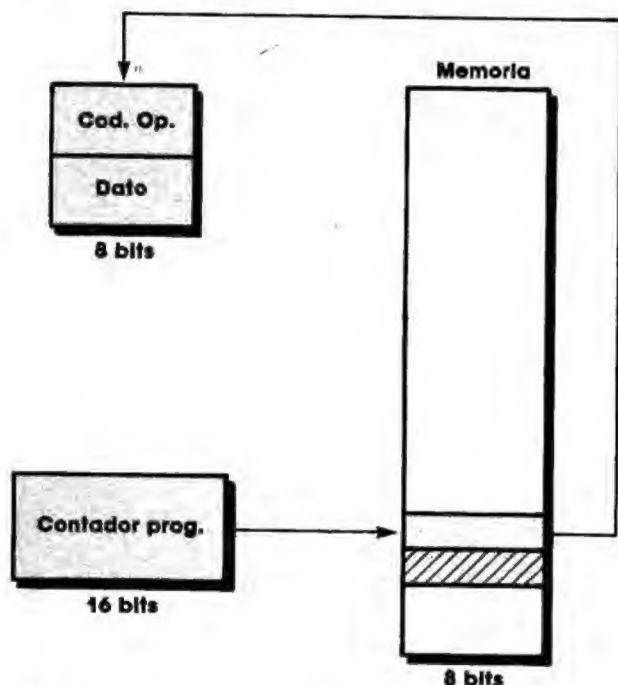 Memoria
Cod. Op.
Dato
8 bits
Contador prog.
16 bits
8 bits